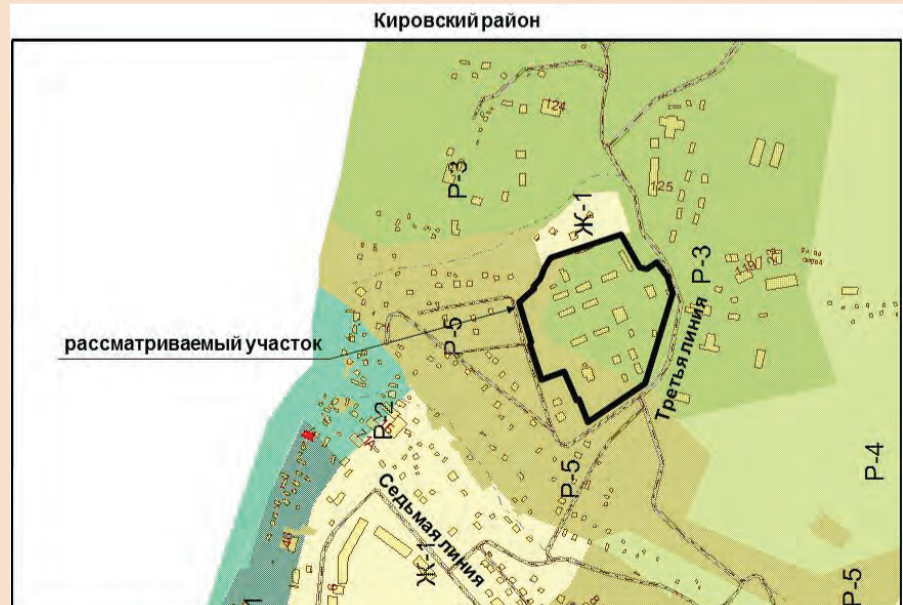 Кировский район
124
Р-3
125
Ж-1
Р-3
119
рассматриваемый участок
Р-5
Третья линия
Р-2
Р-5
Р-4
Седьмая линия
Ж-1
Р-5